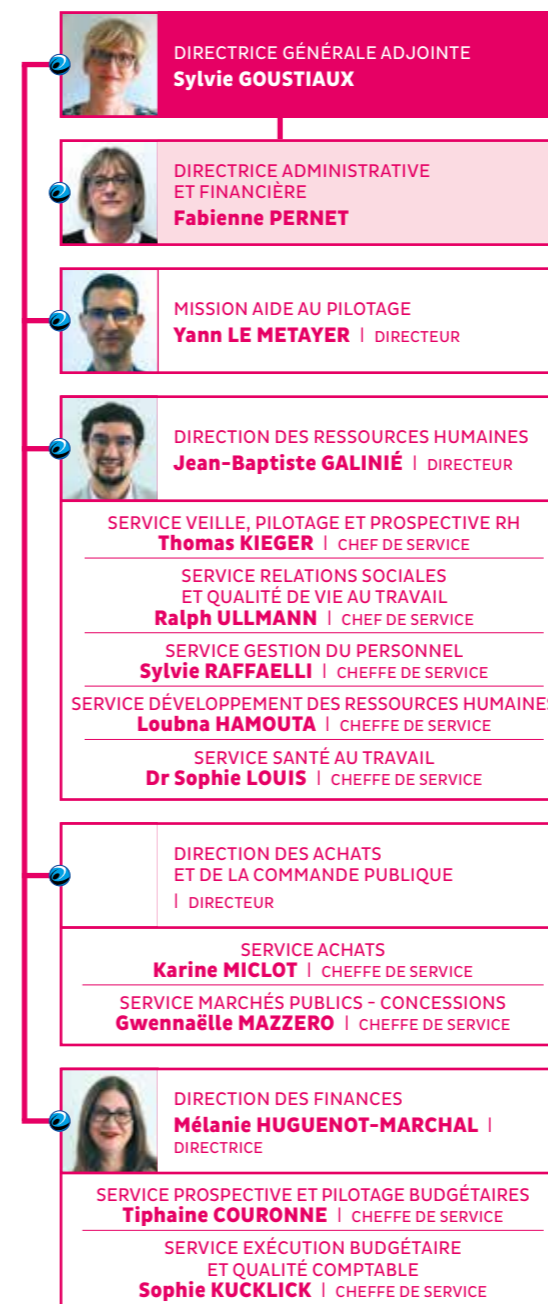 DIRECTRICE GÉNÉRALE ADJOINTE
Sylvie GOUSTIAUX
DIRECTRICE ADMINISTRATIVE
ET FINANCIÈRE
Fabienne PERNET
MISSION AIDE AU PILOTAGE
Yann LE METAYER | DIRECTEUR
DIRECTION DES RESSOURCES HUMAINES
Jean-Baptiste GALINIÉ | DIRECTEUR
SERVICE VEILLE, PILOTAGE ET PROSPECTIVE RH
Thomas KIEGER | CHEF DE SERVICE
SERVICE RELATIONS SOCIALES
ET QUALITÉ DE VIE AU TRAVAIL
Ralph ULLMANN | CHEF DE SERVICE
SERVICE GESTION DU PERSONNEL
Sylvie RAFFAELLI | CHEFFE DE SERVICE
SERVICE DÉVELOPPEMENT DES RESSOURCES HUMAINES
Loubna HAMOUTA | CHEFFE DE SERVICE
SERVICE SANTÉ AU TRAVAIL
Dr Sophie LOUIS | CHEFFE DE SERVICE
DIRECTION DES ACHATS
ET DE LA COMMANDE PUBLIQUE
| DIRECTEUR
SERVICE ACHATS
Karine MICLOT | CHEFFE DE SERVICE
SERVICE MARCHÉS PUBLICS - CONCESSIONS
Gwennaëlle MAZZERO | CHEFFE DE SERVICE
DIRECTION DES FINANCES
Mélanie HUGUENOT-MARCHAL |
DIRECTRICE
SERVICE PROSPECTIVE ET PILOTAGE BUDGÉTAIRES
Tiphaine COURONNE | CHEFFE DE SERVICE
SERVICE EXÉCUTION BUDGÉTAIRE
ET QUALITÉ COMPTABLE
Sophie KUCKLICK | CHEFFE DE SERVICE